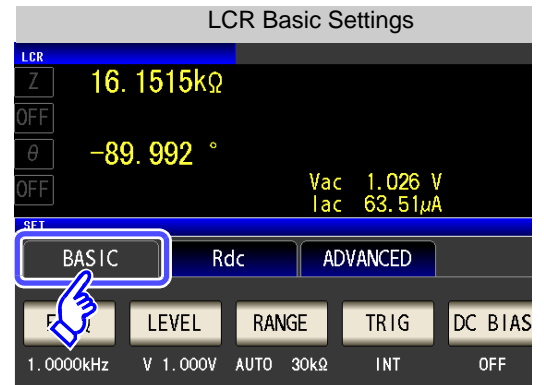 LCR Basic Settings
LCR
Z 16.1515kΩ
OFF
θ -89.992 °
OFF
Vac 1.026 V
Iac 63.51μA
SET
BASIC Rdc ADVANCED
LEVEL RANGE TRIG DC BIAS
1.0000kHz V 1.000V AUTO 30kΩ INT OFF